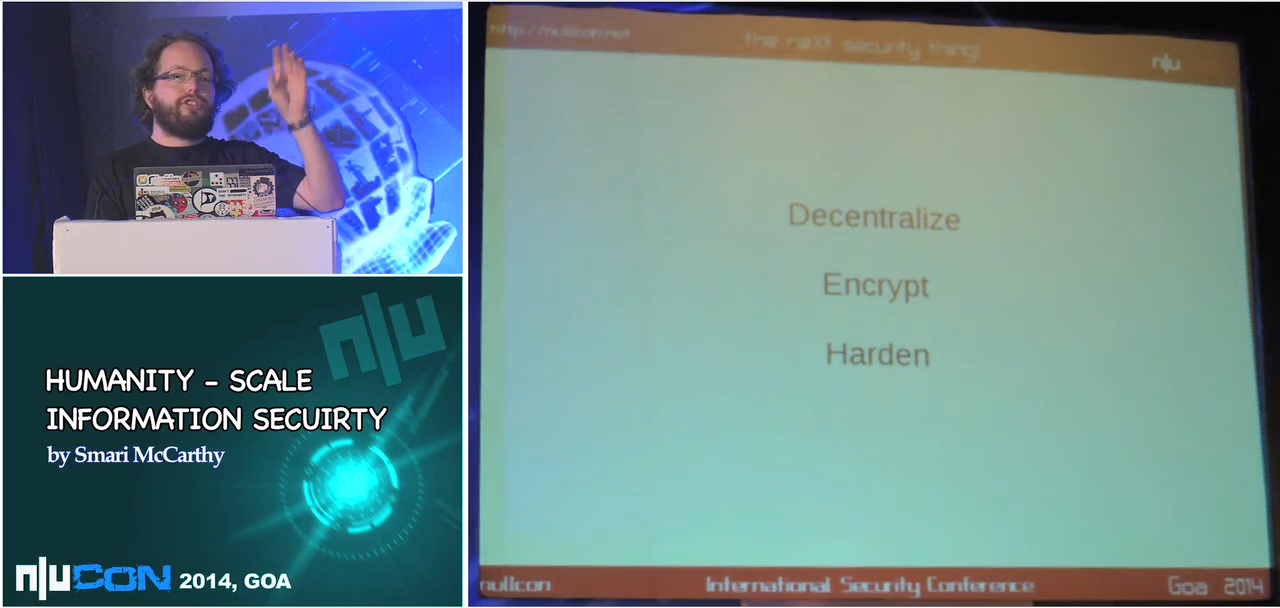 http://nullcon.net
the next security thing!
n|u
Decentralize
Encrypt
Harden
nullcon
International Security Conference
Goa 2014
n|u
HUMANITY - SCALE
INFORMATION SECUIRTY
by Smari McCarthy
n|uCON 2014, GOA